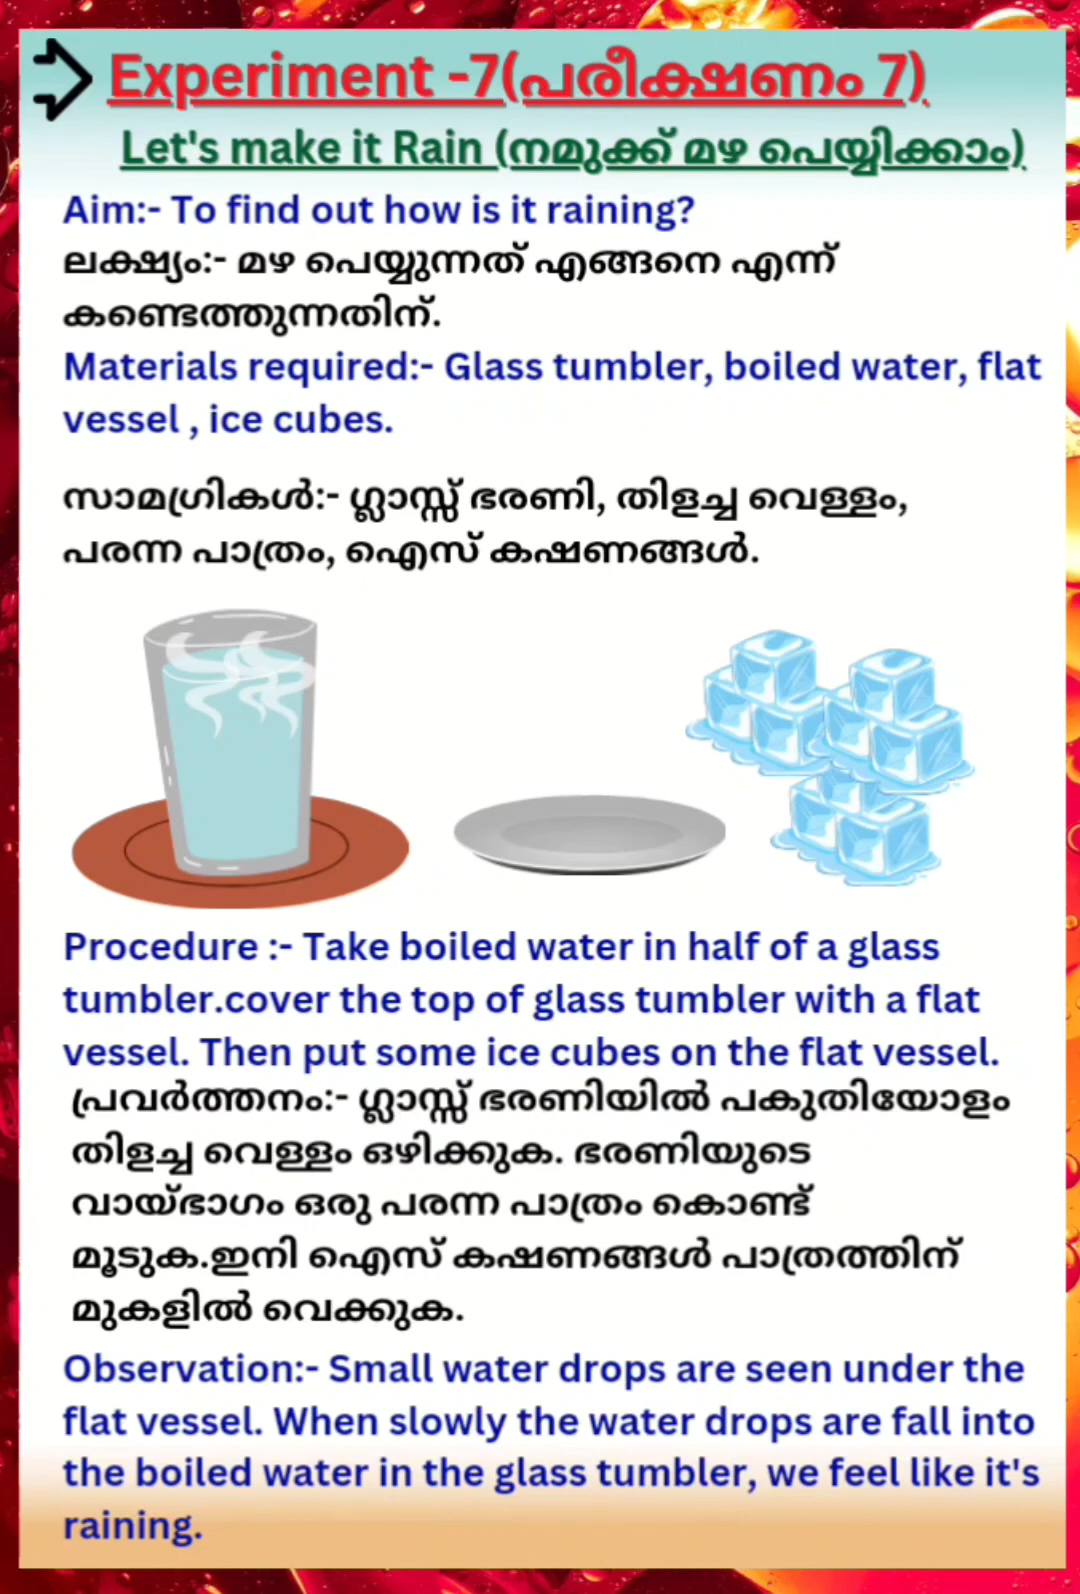 Experiment -7(പരീക്ഷണം 7)
Let's make it Rain (നമുക്ക് മഴ പെയ്യിക്കാം)
Aim:- To find out how is it raining?
ലക്ഷ്യം:- മഴ പെയ്യുന്നത് എങ്ങനെ എന്ന്
കണ്ടെത്തുന്നതിന്.
Materials required:- Glass tumbler, boiled water, flat
vessel , ice cubes.
സാമഗ്രികൾ:- ഗ്ലാസ്സ് ഭരണി, തിളച്ച വെള്ളം,
പരന്ന പാത്രം, ഐസ് കഷണങ്ങൾ.
Procedure :- Take boiled water in half of a glass
tumbler.cover the top of glass tumbler with a flat
vessel. Then put some ice cubes on the flat vessel.
പ്രവർത്തനം:- ഗ്ലാസ്സ് ഭരണിയിൽ പകുതിയോളം
തിളച്ച വെള്ളം ഒഴിക്കുക. ഭരണിയുടെ
വായ്ഭാഗം ഒരു പരന്ന പാത്രം കൊണ്ട്
മൂടുക.ഇനി ഐസ് കഷണങ്ങൾ പാത്രത്തിന്
മുകളിൽ വെക്കുക.
Observation:- Small water drops are seen under the
flat vessel. When slowly the water drops are fall into
the boiled water in the glass tumbler, we feel like it's
raining.